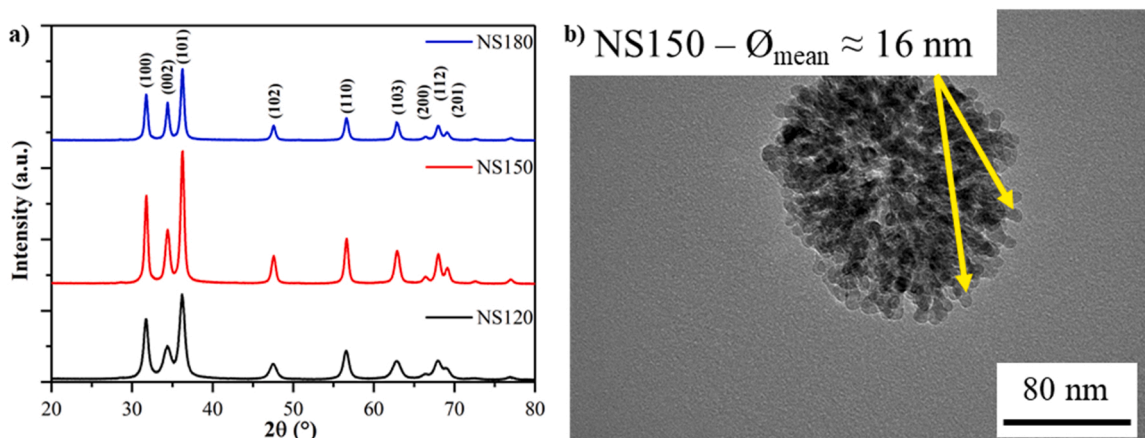 a)
NS180
(100)
(002)
(101)
(102)
(110)
(103)
(200)
(112)
(201)
NS150
NS120
Intensity (a.u.)
20 30 40 50 60 70 80
2θ (°)
b) NS150 – Ømean ≈ 16 nm
80 nm